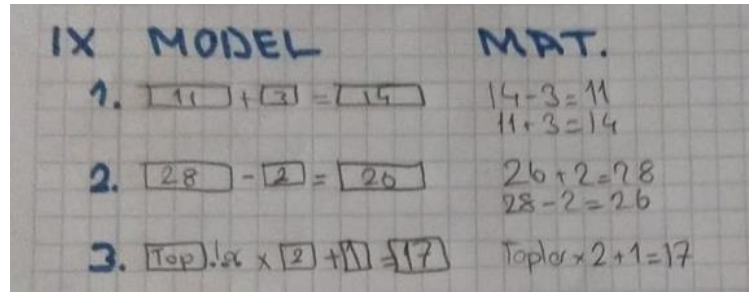 IX MODEL MAT.
1. 11 + 3 = 14 14-3=11
11+3=14
2. 28 - 2 = 26 26+2=28
28-2=26
3. Top x 2 + 1 = 17 Toplar x 2+1=17